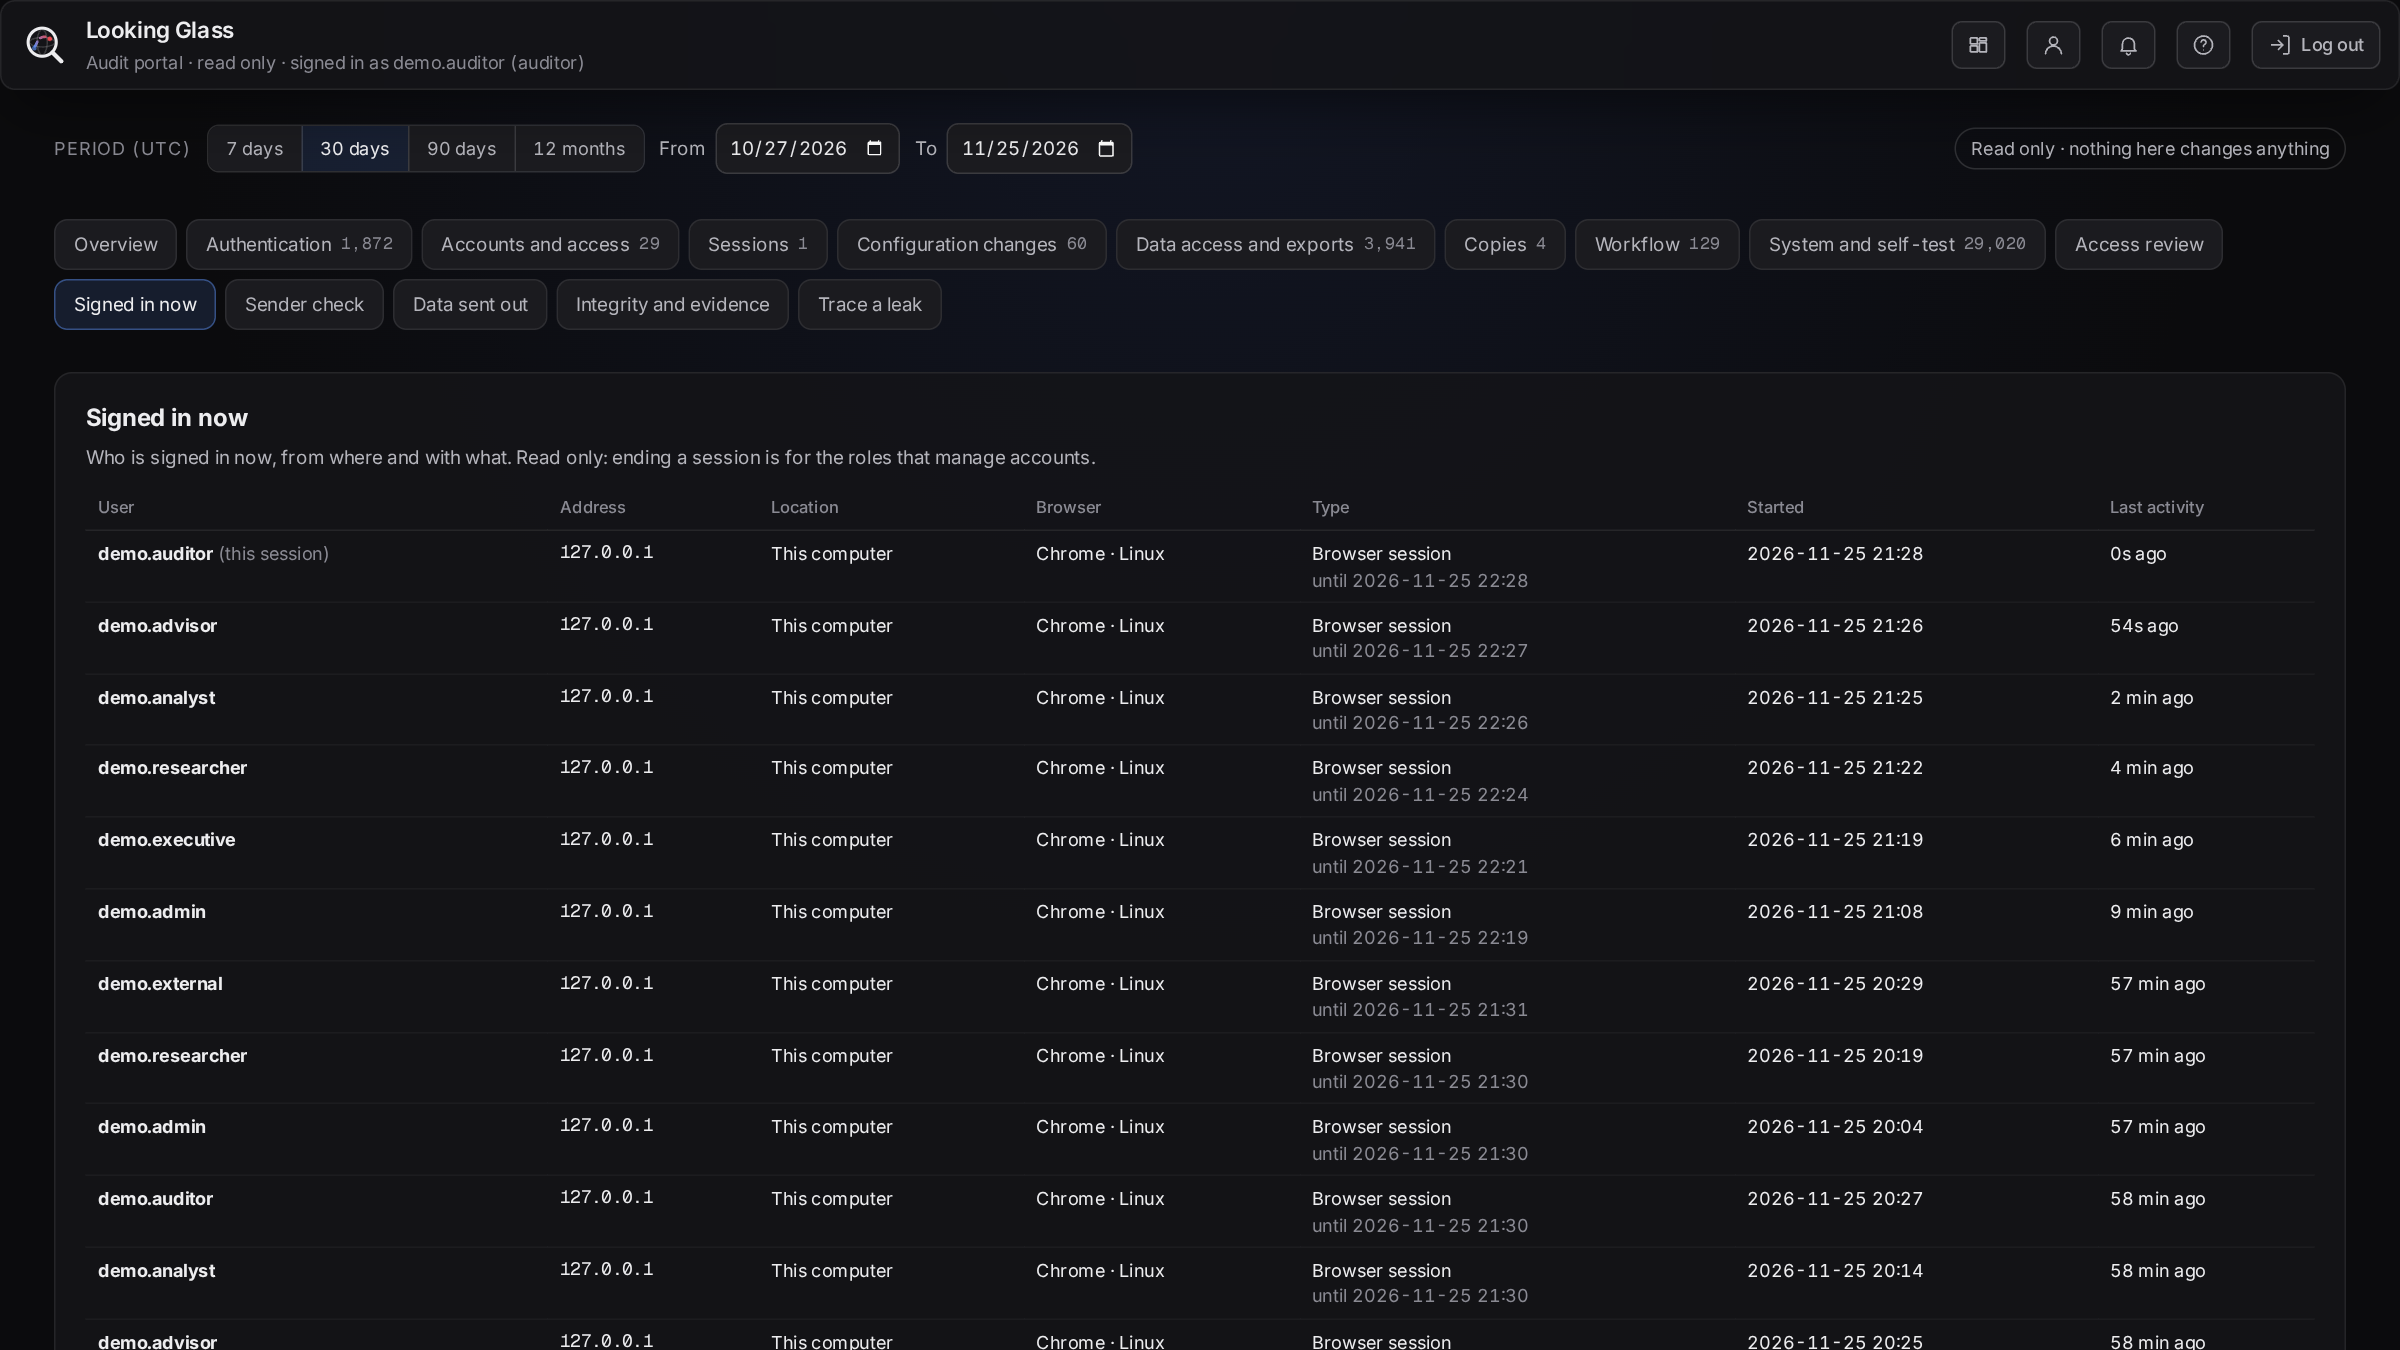 Looking Glass
Audit portal · read only · signed in as demo.auditor (auditor)
Log out
PERIOD (UTC) 7 days 30 days 90 days 12 months From 10/27/2026 To 11/25/2026 Read only · nothing here changes anything
Overview Authentication 1,872 Accounts and access 29 Sessions 1 Configuration changes 60 Data access and exports 3,941 Copies 4 Workflow 129 System and self-test 29,020 Access review
Signed in now Sender check Data sent out Integrity and evidence Trace a leak
Signed in now
Who is signed in now, from where and with what. Read only: ending a session is for the roles that manage accounts.
User Address Location Browser Type Started Last activity
demo.auditor (this session) 127.0.0.1 This computer Chrome · Linux Browser session 2026-11-25 21:28 0s ago
until 2026-11-25 22:28
demo.advisor 127.0.0.1 This computer Chrome · Linux Browser session 2026-11-25 21:26 54s ago
until 2026-11-25 22:27
demo.analyst 127.0.0.1 This computer Chrome · Linux Browser session 2026-11-25 21:25 2 min ago
until 2026-11-25 22:26
demo.researcher 127.0.0.1 This computer Chrome · Linux Browser session 2026-11-25 21:22 4 min ago
until 2026-11-25 22:24
demo.executive 127.0.0.1 This computer Chrome · Linux Browser session 2026-11-25 21:19 6 min ago
until 2026-11-25 22:21
demo.admin 127.0.0.1 This computer Chrome · Linux Browser session 2026-11-25 21:08 9 min ago
until 2026-11-25 22:19
demo.external 127.0.0.1 This computer Chrome · Linux Browser session 2026-11-25 20:29 57 min ago
until 2026-11-25 21:31
demo.researcher 127.0.0.1 This computer Chrome · Linux Browser session 2026-11-25 20:19 57 min ago
until 2026-11-25 21:30
demo.admin 127.0.0.1 This computer Chrome · Linux Browser session 2026-11-25 20:04 57 min ago
until 2026-11-25 21:30
demo.auditor 127.0.0.1 This computer Chrome · Linux Browser session 2026-11-25 20:27 58 min ago
until 2026-11-25 21:30
demo.analyst 127.0.0.1 This computer Chrome · Linux Browser session 2026-11-25 20:14 58 min ago
until 2026-11-25 21:30
demo.advisor 127.0.0.1 This computer Chrome · Linux Browser session 2026-11-25 20:25 58 min ago